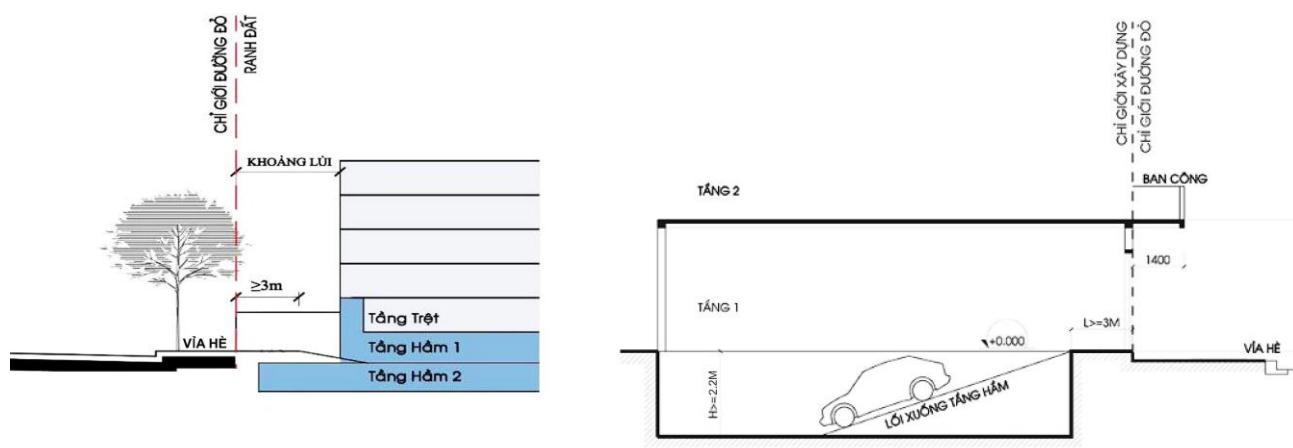 CHỈ GIỚI ĐƯỜNG ĐỎ
RANH ĐẤT
KHOẢNG LÙI
≥3m
VỈA HÈ
Tầng Trệt
Tầng Hầm 1
Tầng Hầm 2
CHỈ GIỚI XÂY DỰNG
CHỈ GIỚI ĐƯỜNG ĐỎ
TẦNG 2
BAN CÔNG
1400
TẦNG 1
L>=3M
+0.000
VỈA HÈ
H>=2.2M
LỐI XUỐNG TẦNG HẦM